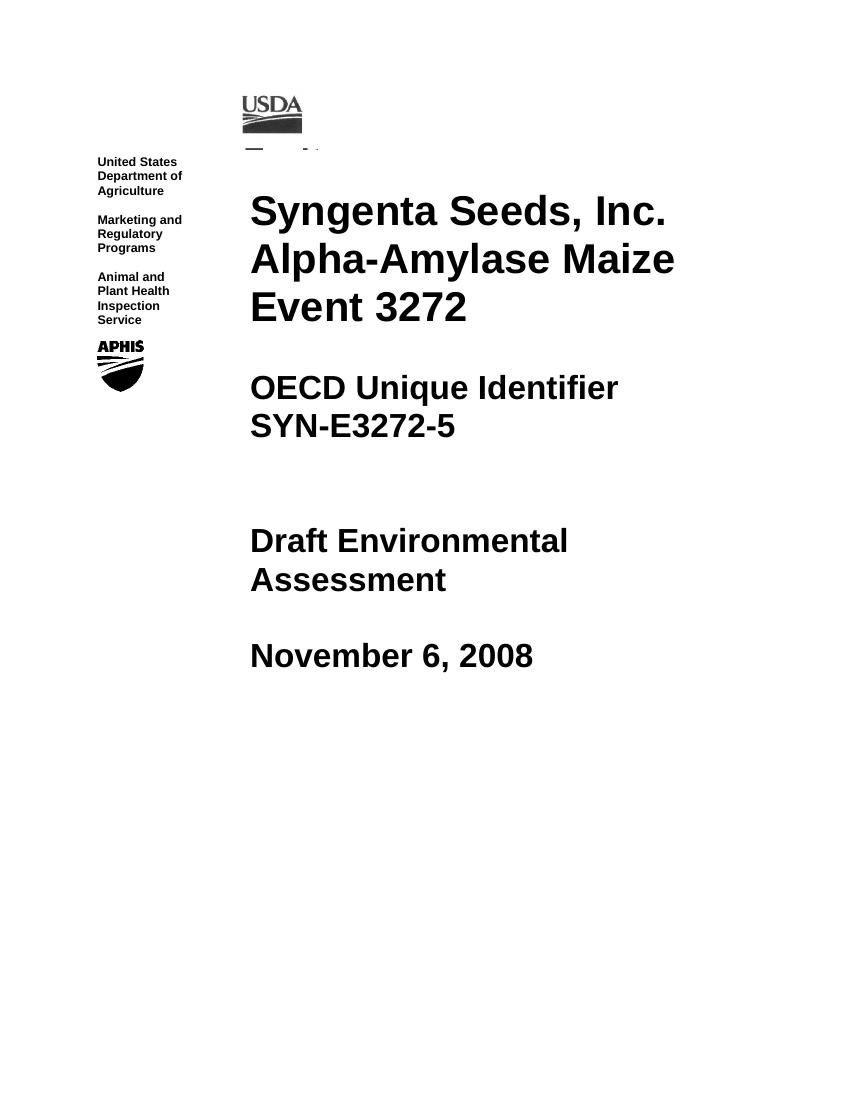 USDA
United States
Department of
Agriculture
Marketing and
Regulatory
Programs
Animal and
Plant Health
Inspection
Service
APHIS
Syngenta Seeds, Inc.
Alpha-Amylase Maize
Event 3272
OECD Unique Identifier
SYN-E3272-5
Draft Environmental
Assessment
November 6, 2008